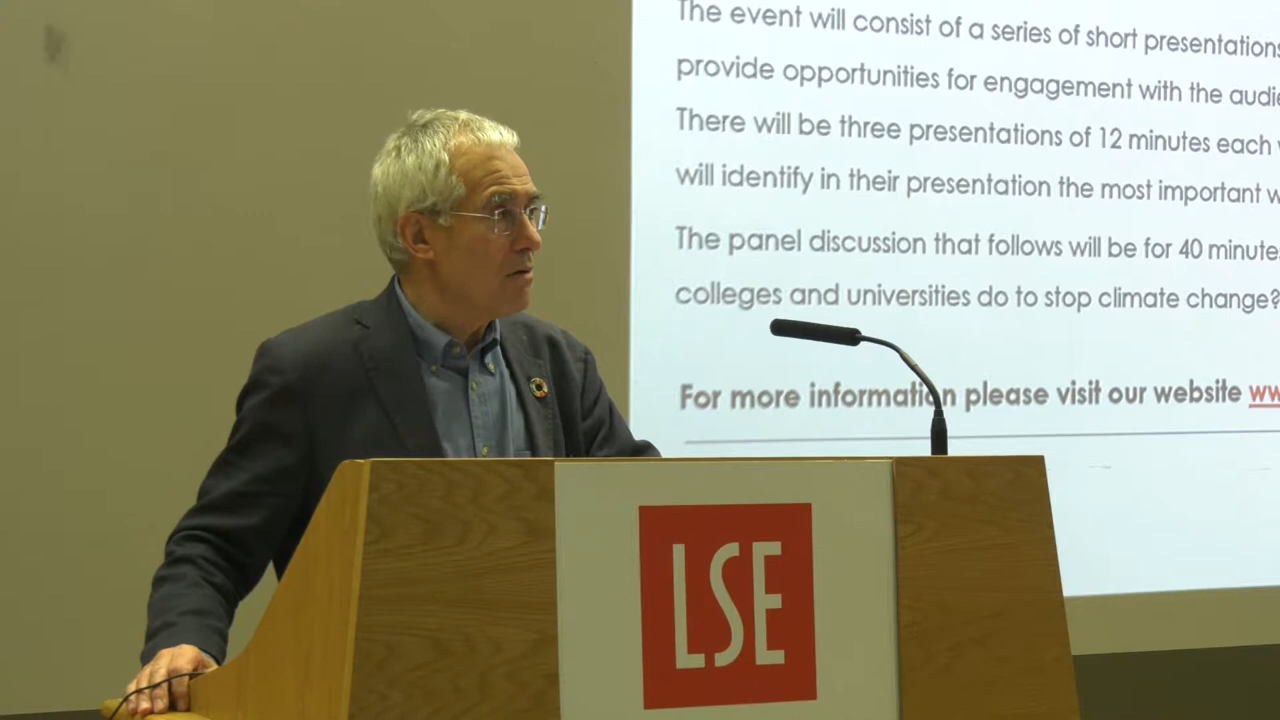 The event will consist of a series of short presentations
provide opportunities for engagement with the
There will be three presentations of 12 minutes each
will identify in their presentation the most important
The panel discussion that follows will be for 40
colleges and universities do to stop climate change?
For more information please visit our website
LSE